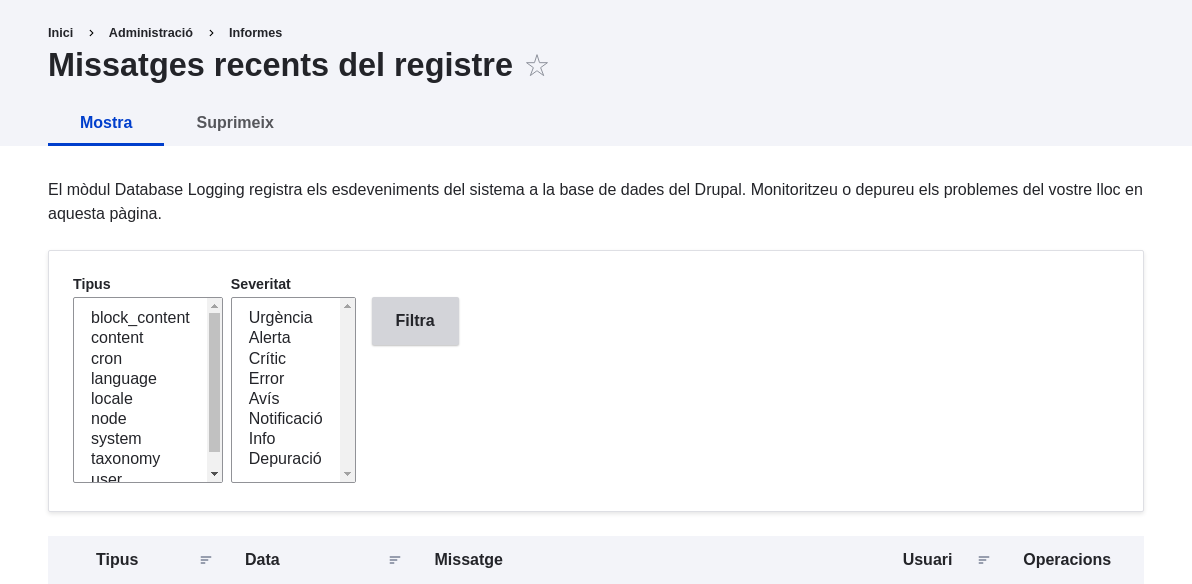 Inici > Administració > Informes
Missatges recents del registre
Mostra Suprimeix
El mòdul Database Logging registra els esdeveniments del sistema a la base de dades del Drupal. Monitoritzeu o depureu els problemes del vostre lloc en
aquesta pàgina.
Tipus Severitat
block_content
content
cron
language
locale
node
system
taxonomy
user
Urgència
Alerta
Crític
Error
Avís
Notificació
Info
Depuració
Filtra
Tipus Data Missatge Usuari Operacions